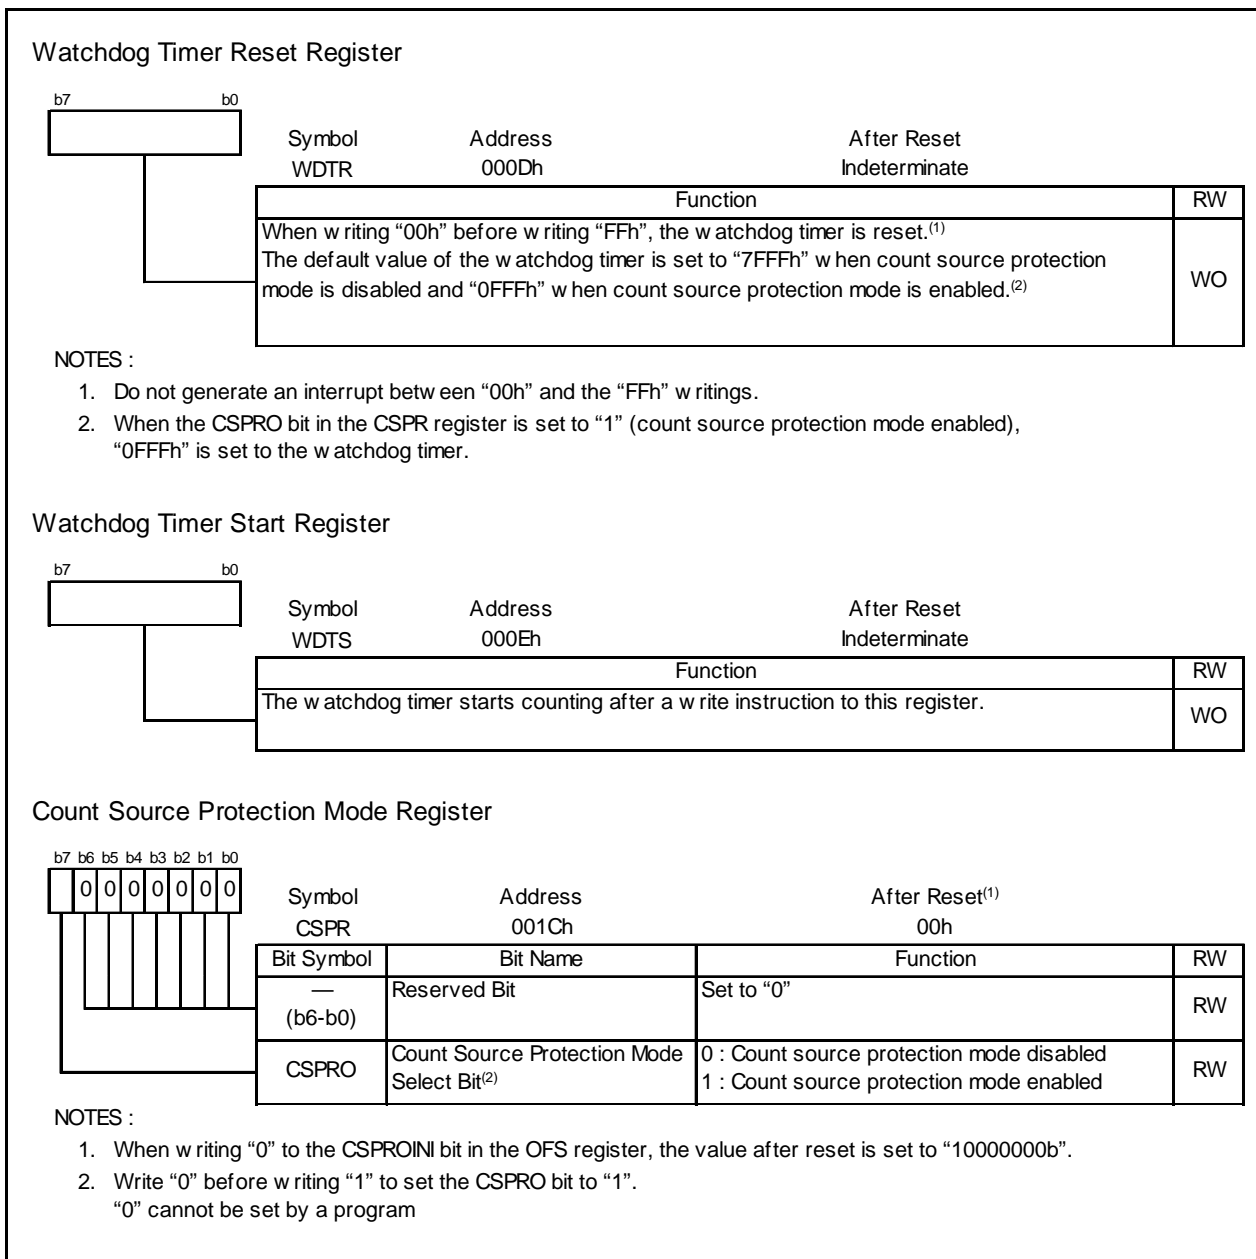 Watchdog Timer Reset Register
b7 b0
Symbol Address After Reset
WDTR 000Dh Indeterminate
Function RW
When writing “00h” before writing “FFh”, the watchdog timer is reset.(1)
The default value of the watchdog timer is set to “7FFFh” when count source protection
mode is disabled and “0FFFh” when count source protection mode is enabled.(2)
WO
NOTES :
1. Do not generate an interrupt between “00h” and the “FFh” writings.
2. When the CSPRO bit in the CSPR register is set to “1” (count source protection mode enabled),
“0FFFh” is set to the watchdog timer.
Watchdog Timer Start Register
b7 b0
Symbol Address After Reset
WDTS 000Eh Indeterminate
Function RW
The watchdog timer starts counting after a write instruction to this register.
WO
Count Source Protection Mode Register
b7 b6 b5 b4 b3 b2 b1 b0
0 0 0 0 0 0 0
Symbol Address After Reset(1)
CSPR 001Ch 00h
Bit Symbol Bit Name Function RW
— Reserved Bit Set to “0”
(b6-b0) RW
CSPRO Count Source Protection Mode 0 : Count source protection mode disabled
Select Bit(2) 1 : Count source protection mode enabled RW
NOTES :
1. When writing “0” to the CSPROINI bit in the OFS register, the value after reset is set to “10000000b”.
2. Write “0” before writing “1” to set the CSPRO bit to “1”.
“0” cannot be set by a program